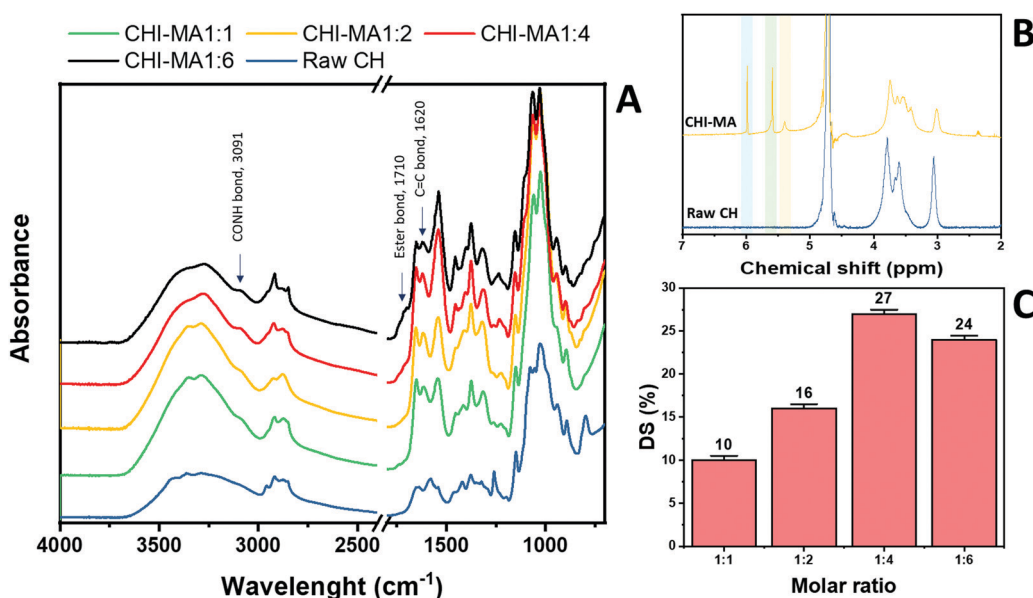 CHI-MA1:1 CHI-MA1:2 CHI-MA1:4
CHI-MA1:6 Raw CH
A
Absorbance
CONH bond, 3091
Ester bond, 1710
C=C bond, 1620
4000 3500 3000 2500 1500 1000
Wavelenght (cm-1)
B
CHI-MA
Raw CH
7 6 5 4 3 2
Chemical shift (ppm)
C
DS (%)
30
25
20
15
10
5
0
10 16 27 24
1:1 1:2 1:4 1:6
Molar ratio